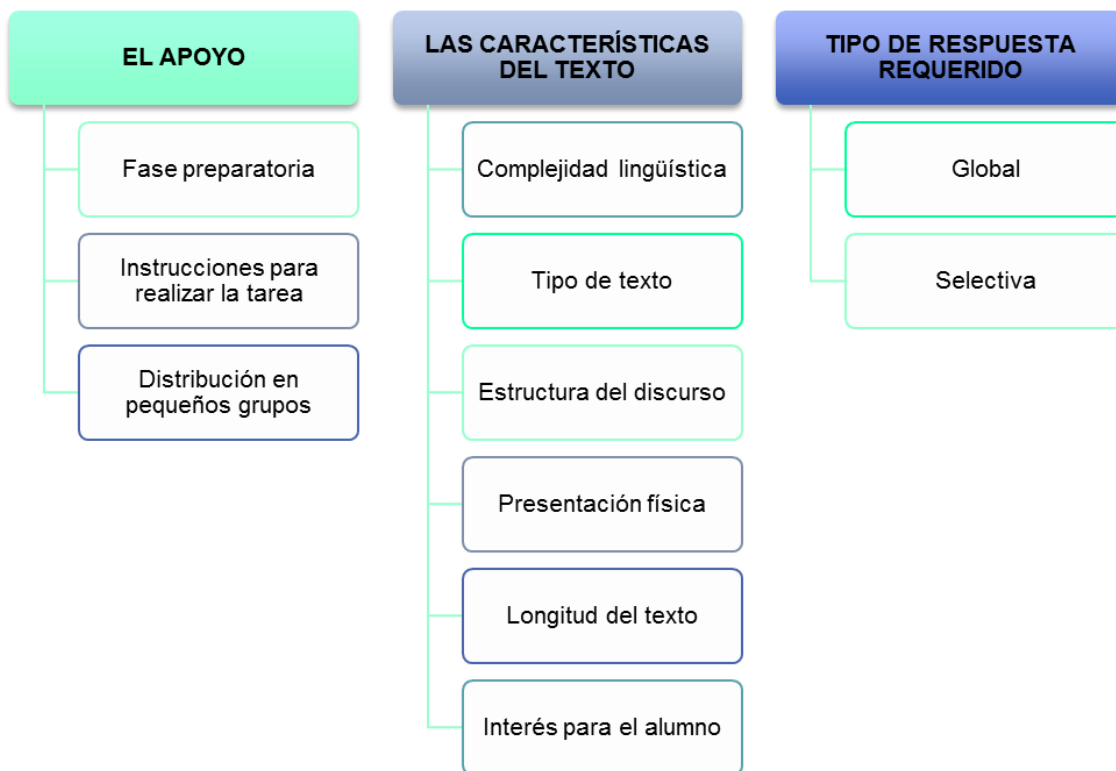 EL APOYO
Fase preparatoria
Instrucciones para
realizar la tarea
Distribución en
pequeños grupos
LAS CARACTERÍSTICAS
DEL TEXTO
Complejidad lingüística
Tipo de texto
Estructura del discurso
Presentación física
Longitud del texto
Interés para el alumno
TIPO DE RESPUESTA
REQUERIDO
Global
Selectiva